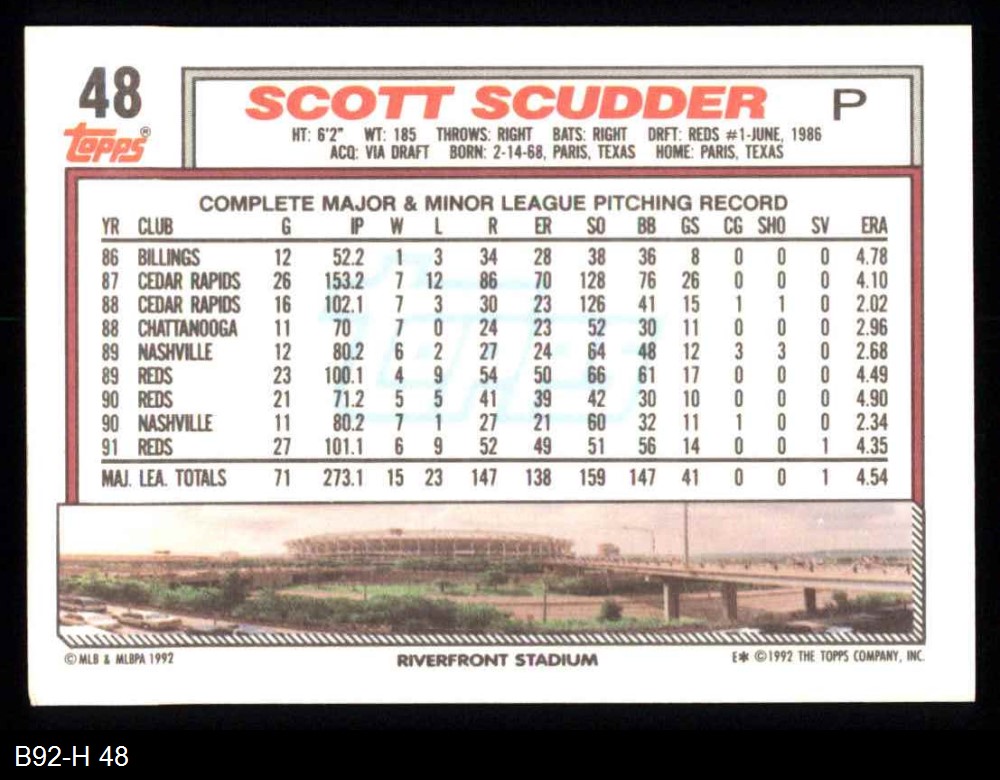 48
SCOTT SCUDDER P
TOPPS®
HT: 6'2" WT: 185 THROWS: RIGHT BATS: RIGHT DRFT: REDS #1-JUNE, 1986
ACQ: VIA DRAFT BORN: 2-14-68, PARIS, TEXAS HOME: PARIS, TEXAS
COMPLETE MAJOR & MINOR LEAGUE PITCHING RECORD
YR CLUB G IP W L R ER SO BB GS CG SHO SV ERA
86 BILLINGS 12 52.2 1 3 34 28 38 36 8 0 0 0 4.78
87 CEDAR RAPIDS 26 153.2 7 12 86 70 128 76 26 0 0 0 4.10
88 CEDAR RAPIDS 16 102.1 7 3 30 23 126 41 15 1 1 0 2.02
88 CHATTANOOGA 11 70 7 0 24 23 52 30 11 0 0 0 2.96
89 NASHVILLE 12 80.2 6 2 27 24 64 48 12 3 3 0 2.68
89 REDS 23 100.1 4 9 54 50 66 61 17 0 0 0 4.49
90 REDS 21 71.2 5 5 41 39 42 30 10 0 0 0 4.90
90 NASHVILLE 11 80.2 7 1 27 21 60 32 11 1 0 0 2.34
91 REDS 27 101.1 6 9 52 49 51 56 14 0 0 1 4.35
MAJ. LEA. TOTALS 71 273.1 15 23 147 138 159 147 41 0 0 1 4.54
© MLB & MLBPA 1992 RIVERFRONT STADIUM E✱ ©1992 THE TOPPS COMPANY, INC.
B92-H 48